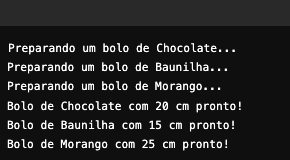 Preparando um bolo de Chocolate...
Preparando um bolo de Baunilha...
Preparando um bolo de Morango...
Bolo de Chocolate com 20 cm pronto!
Bolo de Baunilha com 15 cm pronto!
Bolo de Morango com 25 cm pronto!